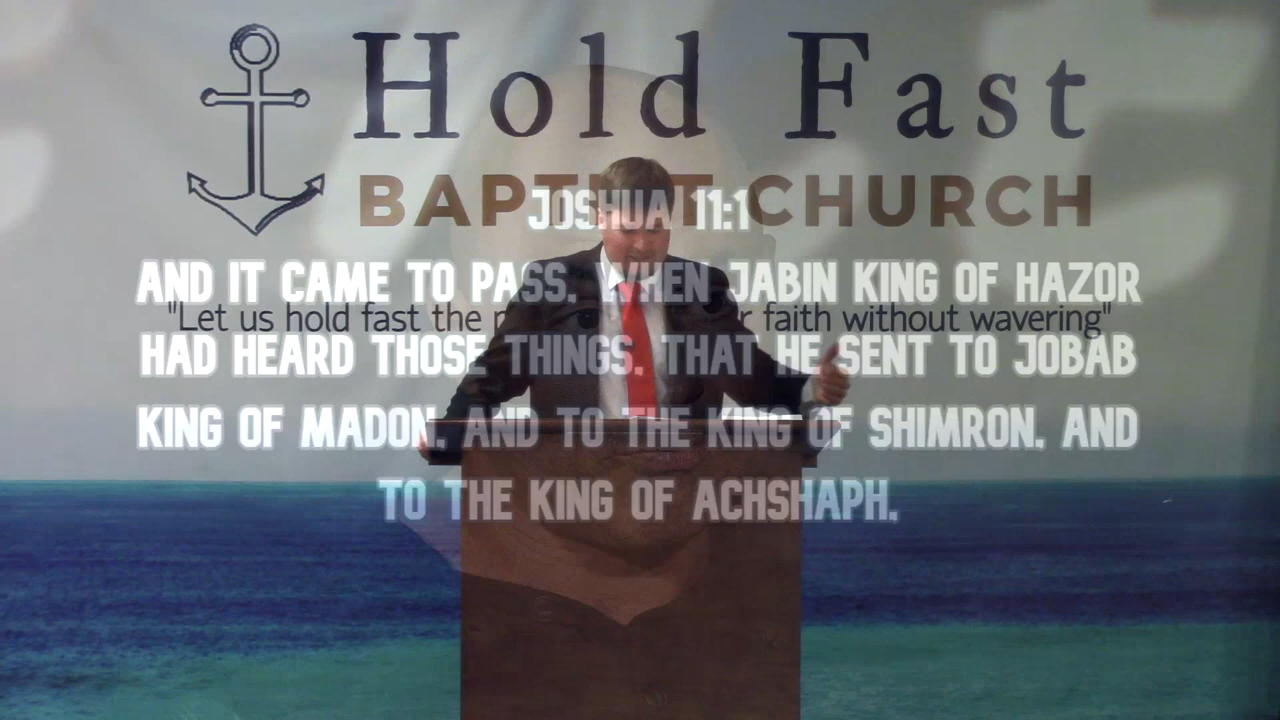 Hold Fast
BAPTIST CHURCH
JOSHUA 11:1
AND IT CAME TO PASS, WHEN JABIN KING OF HAZOR
"Let us hold fast the faith without wavering"
HAD HEARD THOSE THINGS, THAT HE SENT TO JOBAB
KING OF MADON, AND TO THE KING OF SHIMRON, AND
TO THE KING OF ACHSHAPH,